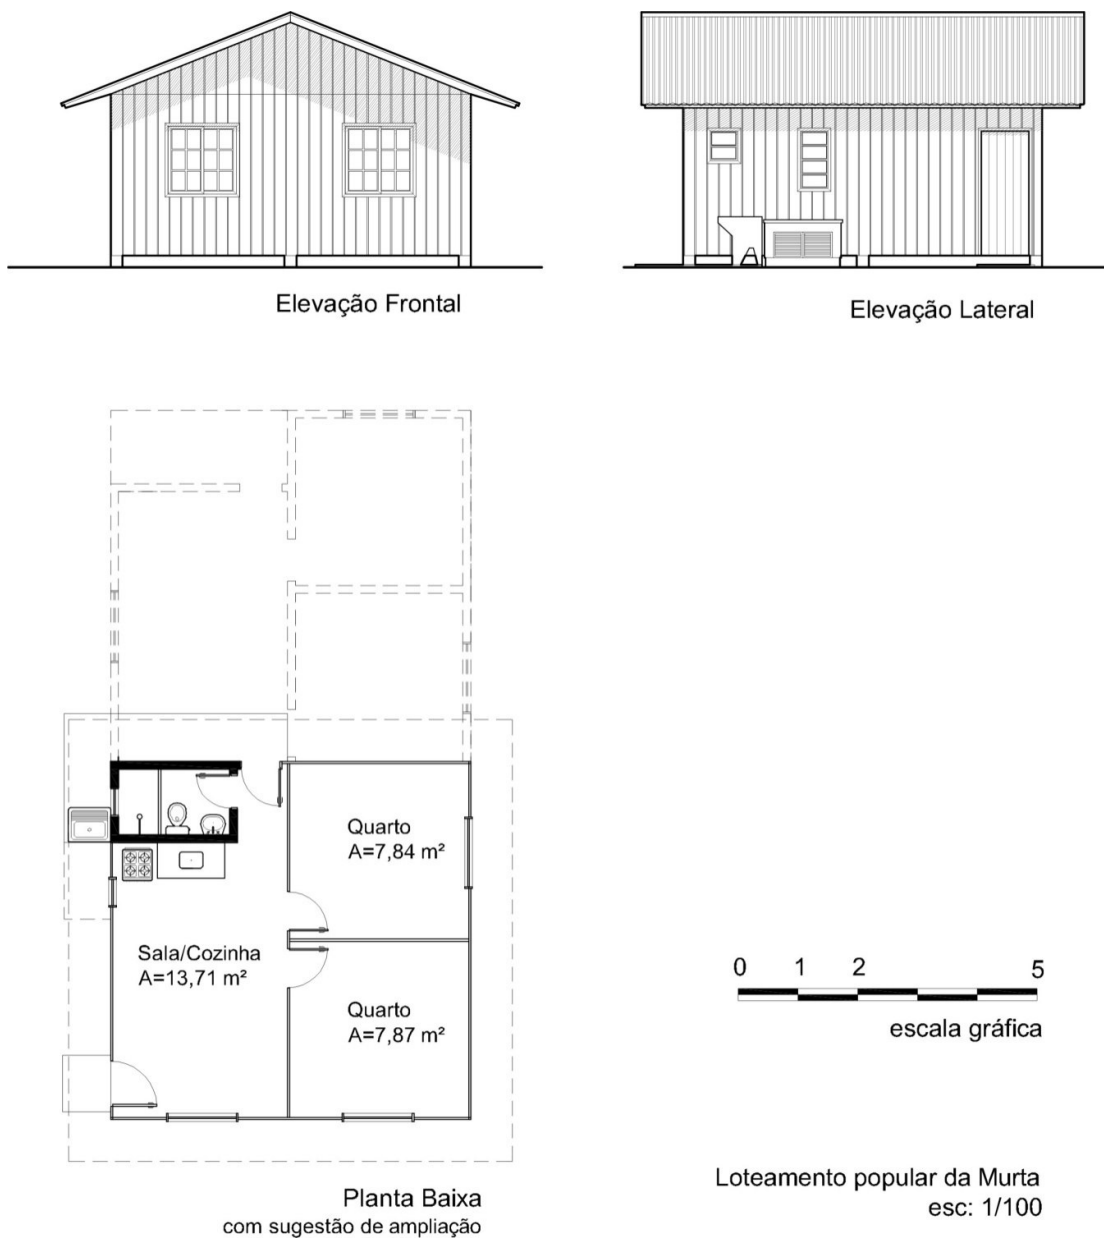 Elevação Frontal
Elevação Lateral
Quarto
A=7,84 m²
Sala/Cozinha
A=13,71 m²
Quarto
A=7,87 m²
0 1 2 5
escala gráfica
Planta Baixa
com sugestão de ampliação
Loteamento popular da Murta
esc: 1/100